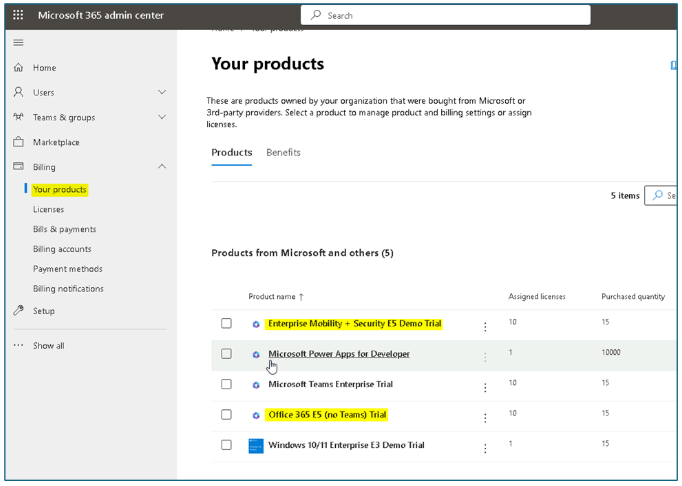 Microsoft 365 admin center
Search
Home
Users
Teams & groups
Marketplace
Billing
Your products
Licenses
Bills & payments
Billing accounts
Payment methods
Billing notifications
Setup
Show all
Your products
These are products owned by your organization that were bought from Microsoft or
3rd-party providers. Select a product to manage product and billing settings or assign
licenses.
Products Benefits
5 items
Products from Microsoft and others (5)
Product name ↑ Assigned licenses Purchased quantity
Enterprise Mobility + Security E5 Demo Trial 10 15
Microsoft Power Apps for Developer 1 10000
Microsoft Teams Enterprise Trial 10 15
Office 365 E5 (no Teams) Trial 10 15
Windows 10/11 Enterprise E3 Demo Trial 1 15